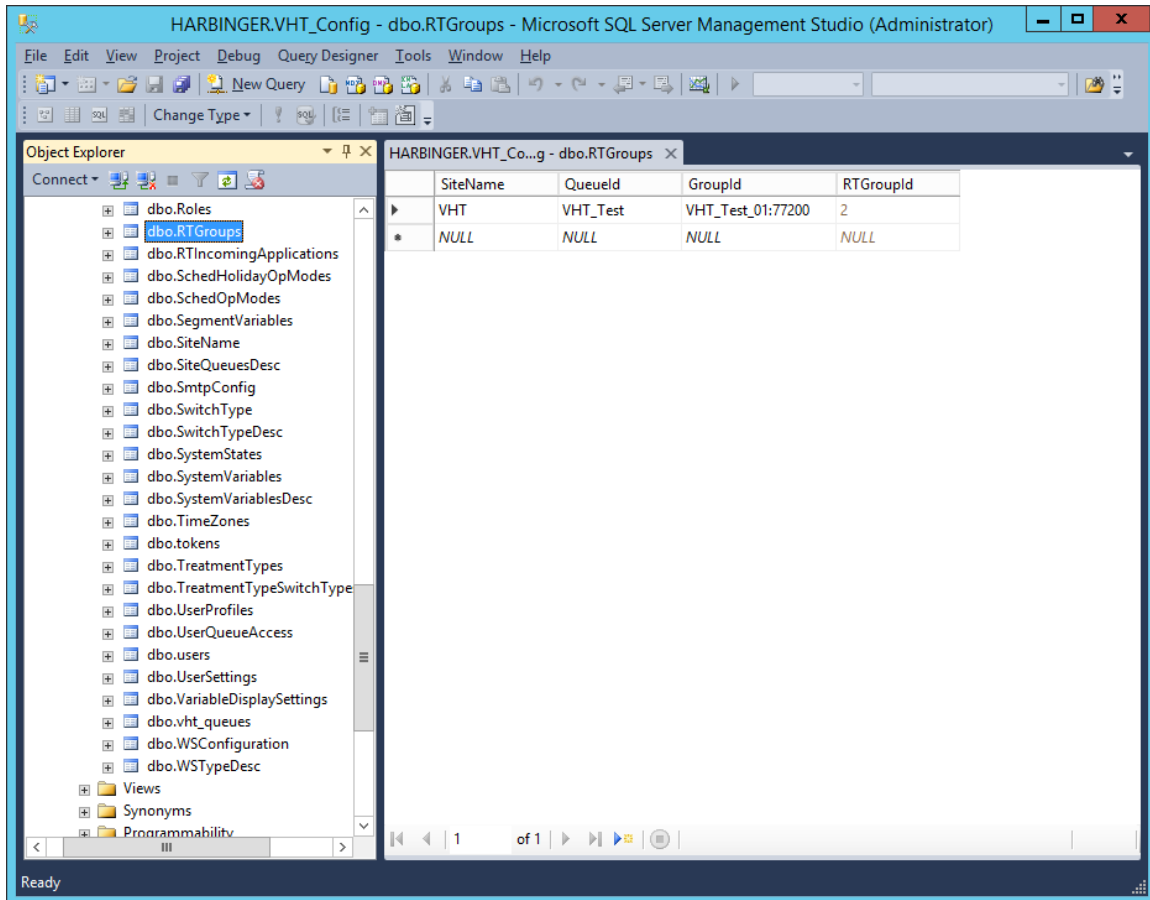 HARBINGER.VHT_Config - dbo.RTGroups - Microsoft SQL Server Management Studio (Administrator)
File Edit View Project Debug Query Designer Tools Window Help
New Query
Change Type
Object Explorer
Connect
dbo.Roles
dbo.RTGroups
dbo.RTIncomingApplications
dbo.SchedHolidayOpModes
dbo.SchedOpModes
dbo.SegmentVariables
dbo.SiteName
dbo.SiteQueuesDesc
dbo.SmtpConfig
dbo.SwitchType
dbo.SwitchTypeDesc
dbo.SystemStates
dbo.SystemVariables
dbo.SystemVariablesDesc
dbo.TimeZones
dbo.tokens
dbo.TreatmentTypes
dbo.TreatmentTypeSwitchType
dbo.UserProfiles
dbo.UserQueueAccess
dbo.users
dbo.UserSettings
dbo.VariableDisplaySettings
dbo.vht_queues
dbo.WSConfiguration
dbo.WSTypeDesc
Views
Synonyms
Programmability
HARBINGER.VHT_Co...g - dbo.RTGroups
SiteName QueueId GroupId RTGroupId
VHT VHT_Test VHT_Test_01:77200 2
NULL NULL NULL NULL
1 of 1
Ready